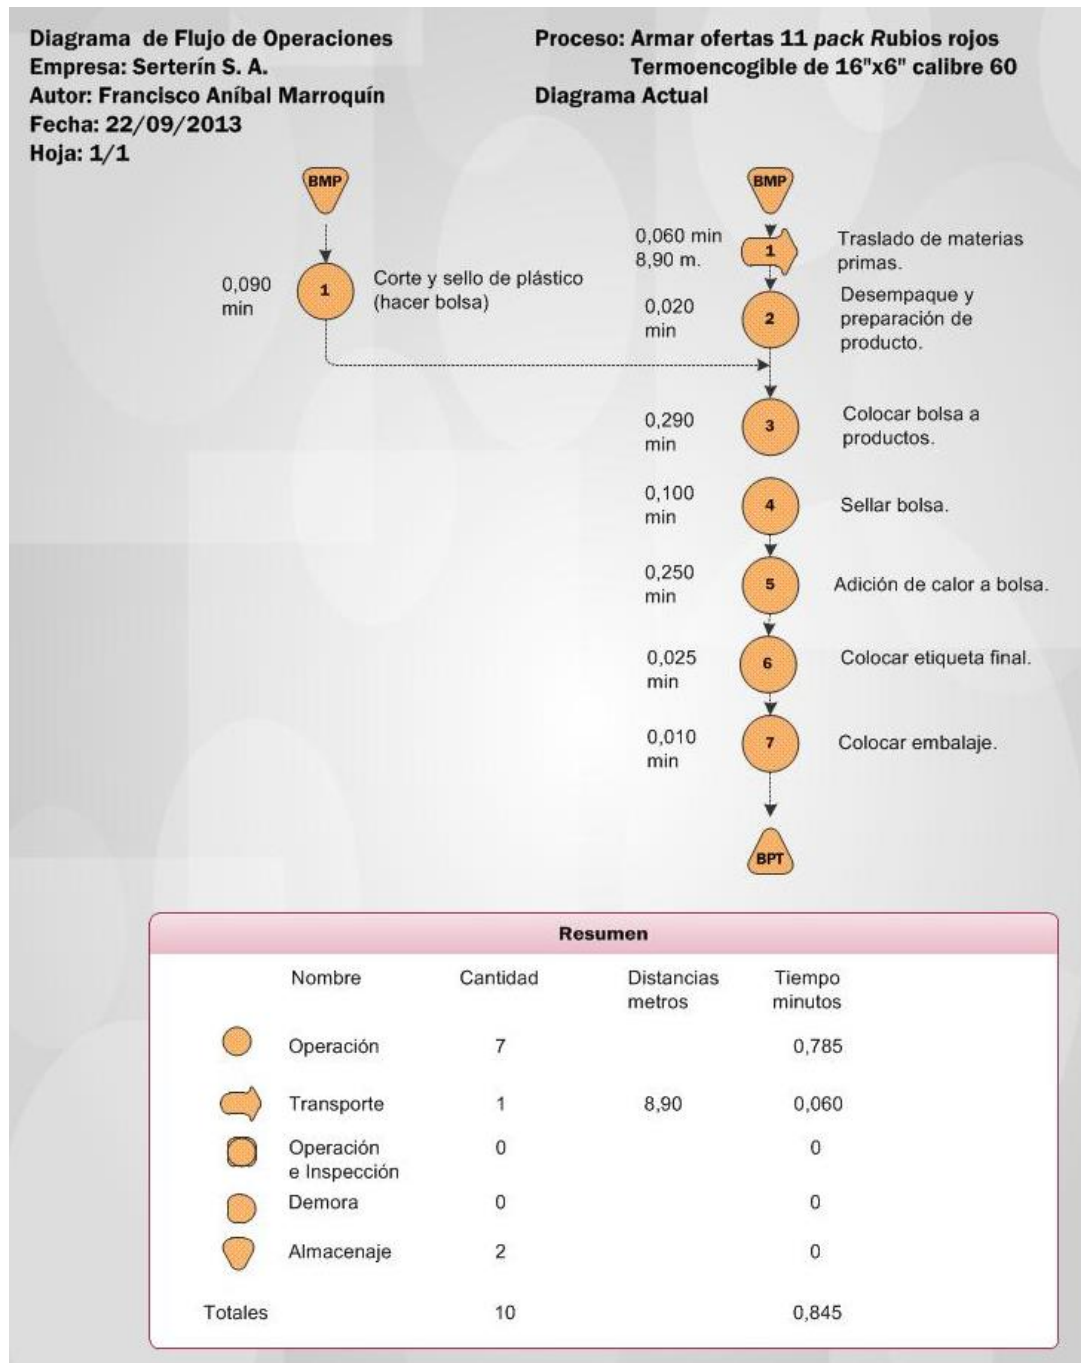 Diagrama de Flujo de Operaciones
Empresa: Serterín S. A.
Autor: Francisco Aníbal Marroquín
Fecha: 22/09/2013
Hoja: 1/1
Proceso: Armar ofertas 11 pack Rubios rojos
Termoencogible de 16"x6" calibre 60
Diagrama Actual
BMP
0,090
min
1
Corte y sello de plástico
(hacer bolsa)
BMP
0,060 min
8,90 m.
1
Traslado de materias
primas.
0,020
min
2
Desempaque y
preparación de
producto.
0,290
min
3
Colocar bolsa a
productos.
0,100
min
4
Sellar bolsa.
0,250
min
5
Adición de calor a bolsa.
0,025
min
6
Colocar etiqueta final.
0,010
min
7
Colocar embalaje.
BPT
Resumen
Nombre Cantidad Distancias metros Tiempo minutos
Operación 7 0,785
Transporte 1 8,90 0,060
Operación e Inspección 0 0
Demora 0 0
Almacenaje 2 0
Totales 10 0,845